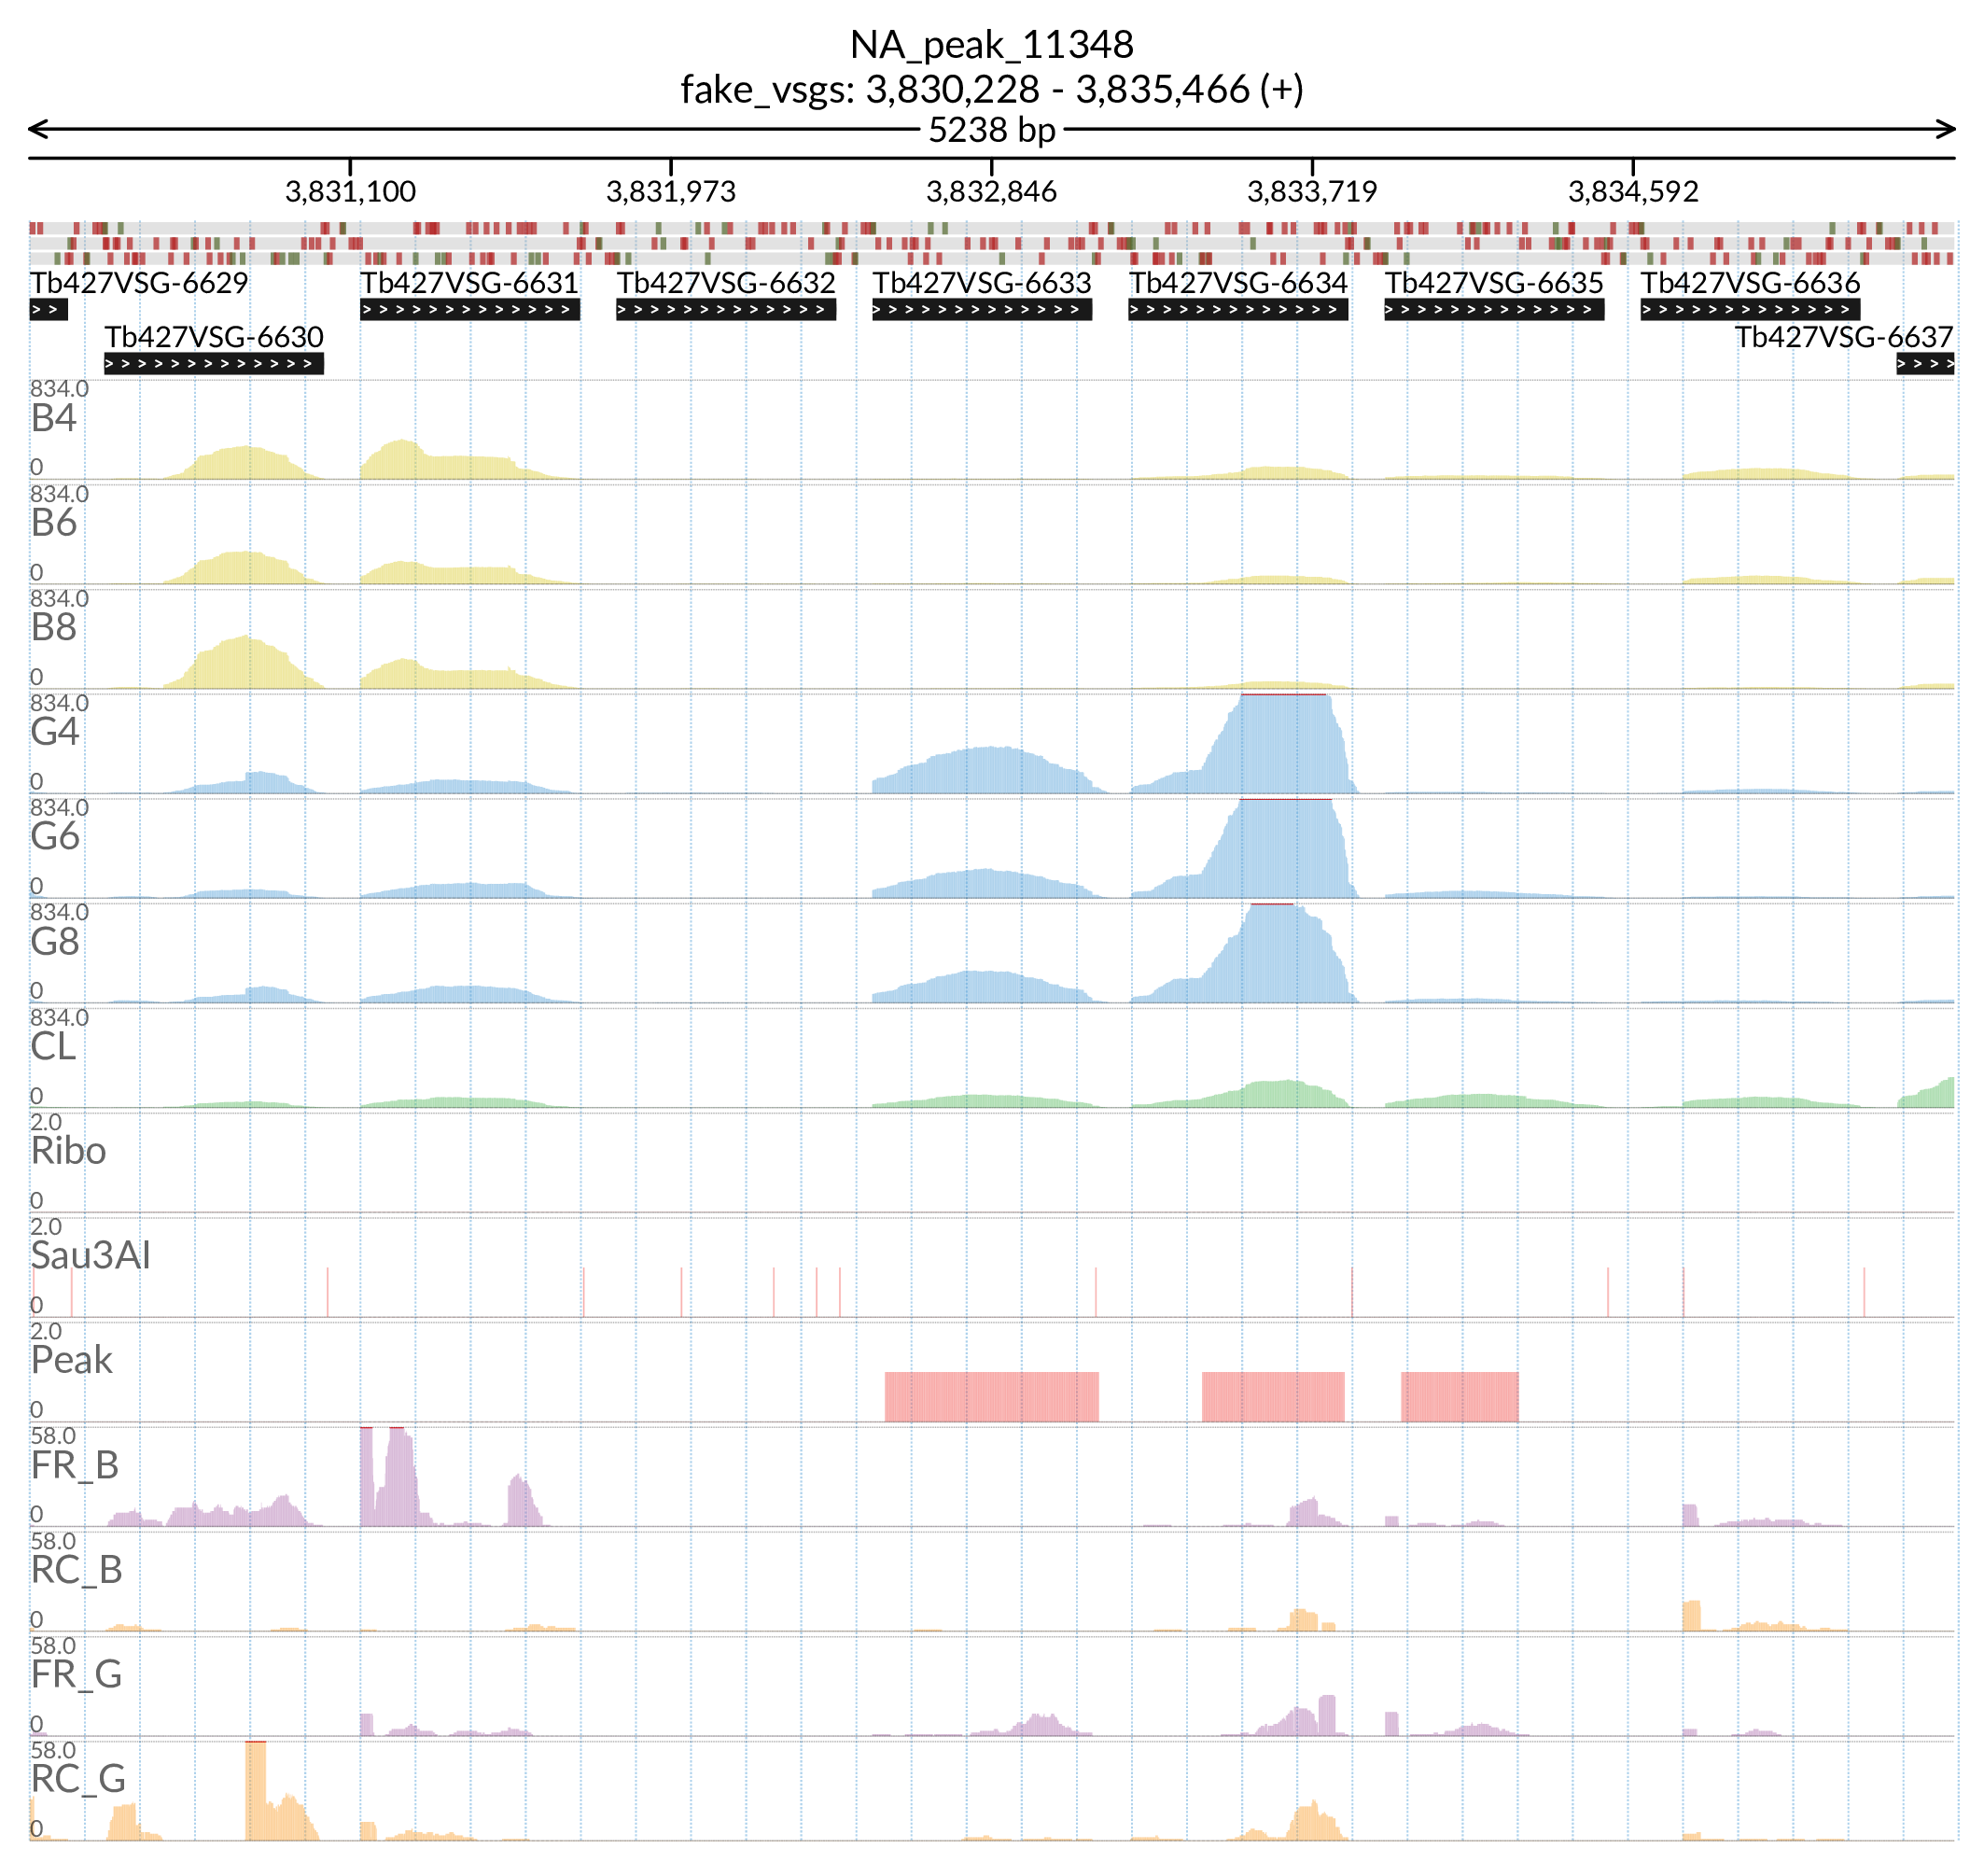 NA_peak_11348
fake_vsgs: 3,830,228 - 3,835,466 (+)
5238 bp
3,831,100 3,831,973 3,832,846 3,833,719 3,834,592
Tb427VSG-6629 Tb427VSG-6631 Tb427VSG-6632 Tb427VSG-6633 Tb427VSG-6634 Tb427VSG-6635 Tb427VSG-6636
Tb427VSG-6630 Tb427VSG-6637
834.0
B4
0
834.0
B6
0
834.0
B8
0
834.0
G4
0
834.0
G6
0
834.0
G8
0
834.0
CL
0
2.0
Ribo
0
2.0
Sau3AI
0
2.0
Peak
0
58.0
FR_B
0
58.0
RC_B
0
58.0
FR_G
0
58.0
RC_G
0